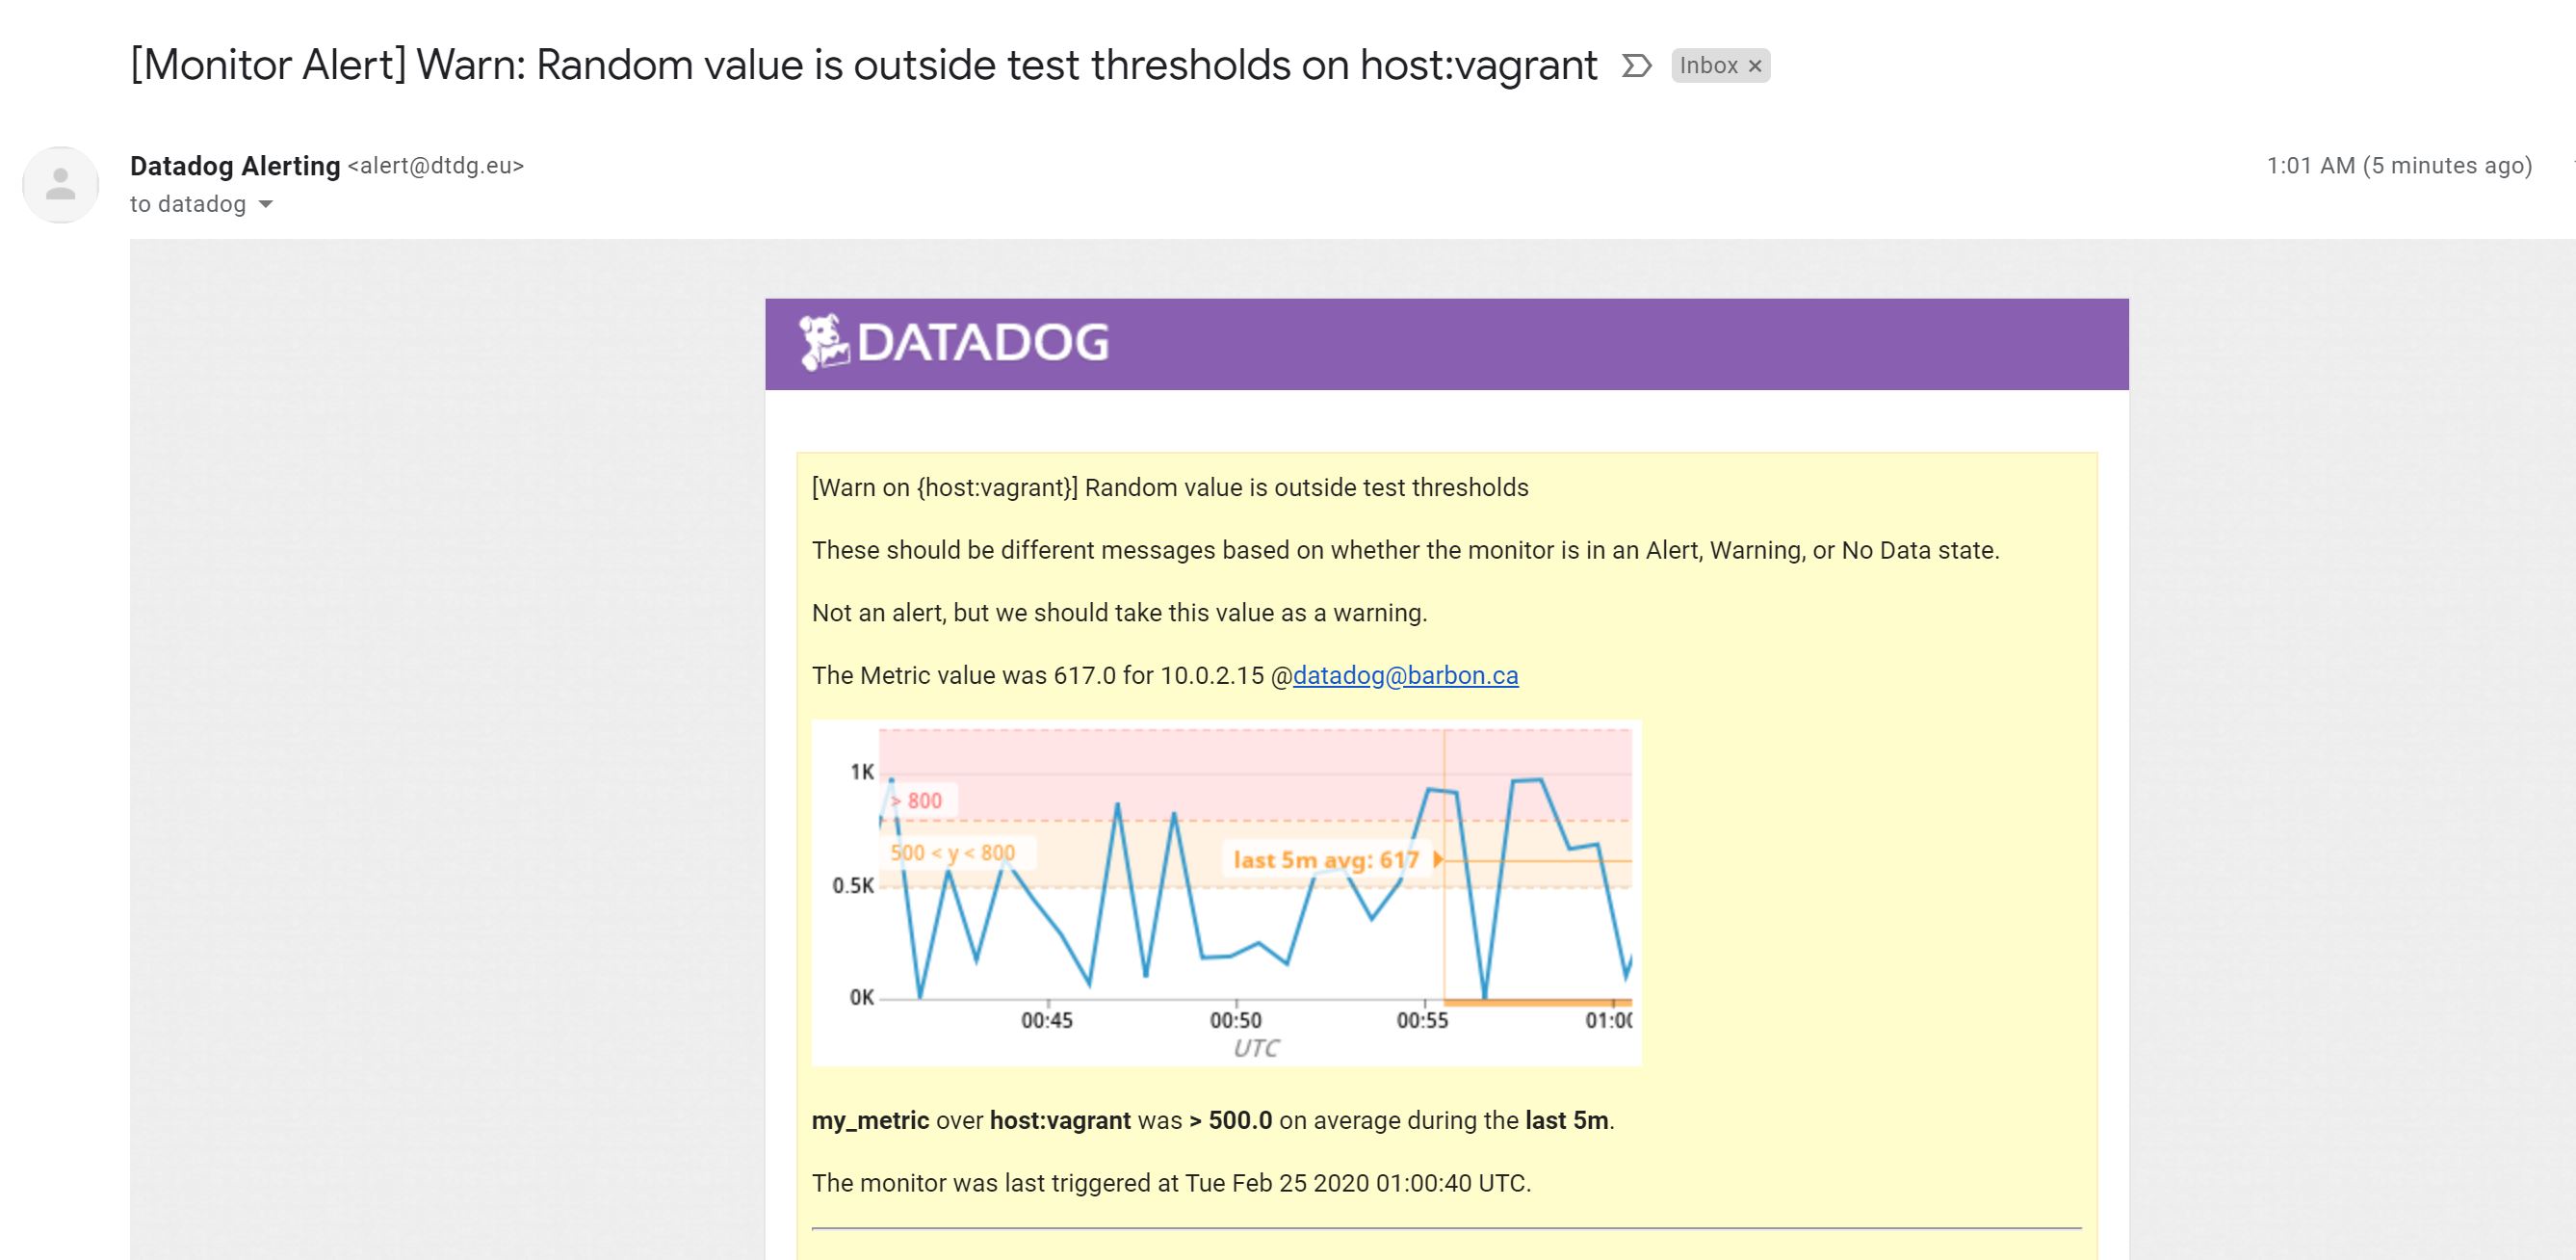 [Monitor Alert] Warn: Random value is outside test thresholds on host:vagrant Inbox ×
Datadog Alerting <alert@dtdg.eu> 1:01 AM (5 minutes ago)
to datadog
DATADOG
[Warn on {host:vagrant}] Random value is outside test thresholds
These should be different messages based on whether the monitor is in an Alert, Warning, or No Data state.
Not an alert, but we should take this value as a warning.
The Metric value was 617.0 for 10.0.2.15 @datadog@barbon.ca
1K
> 800
500 < y < 800
last 5m avg: 617
0.5K
0K
00:45 00:50 00:55 01:00
UTC
my_metric over host:vagrant was > 500.0 on average during the last 5m.
The monitor was last triggered at Tue Feb 25 2020 01:00:40 UTC.